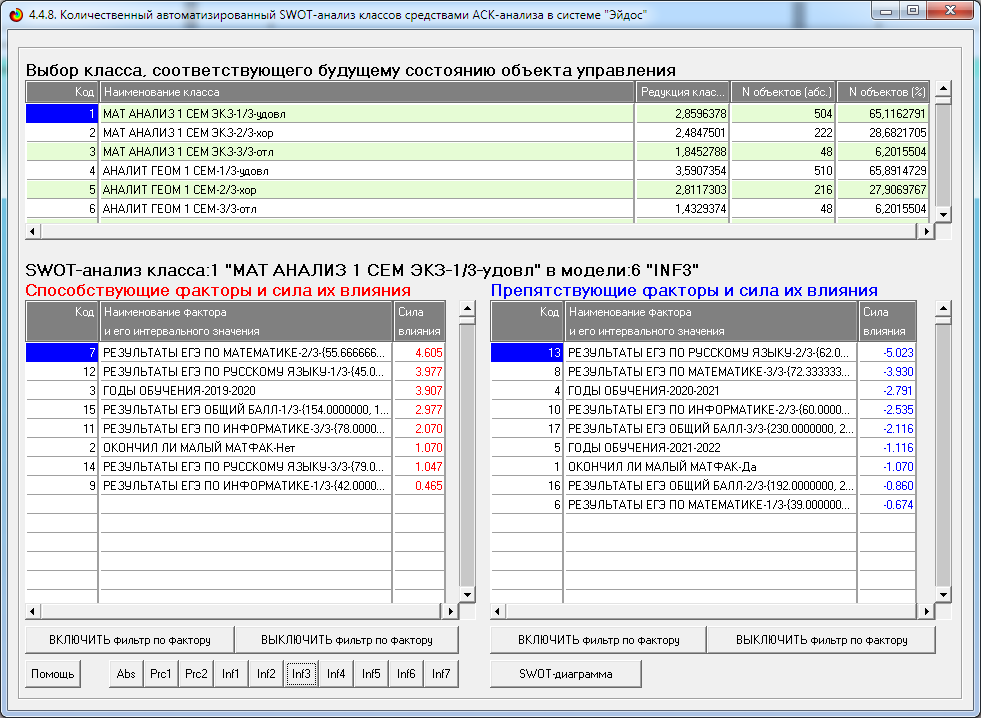 4.4.8. Количественный автоматизированный SWOT-анализ классов средствами АСК-анализа в системе "Эйдос"
Выбор класса, соответствующего будущему состоянию объекта управления
Код Наименование класса Редукция клас... N объектов (абс.) N объектов (%)
1 МАТ АНАЛИЗ 1 СЕМ ЭКЗ-1/3-удовл 2,8596378 504 65,1162791
2 МАТ АНАЛИЗ 1 СЕМ ЭКЗ-2/3-хор 2,4847501 222 28,6821705
3 МАТ АНАЛИЗ 1 СЕМ ЭКЗ-3/3-отл 1,8452788 48 6,2015504
4 АНАЛИТ ГЕОМ 1 СЕМ-1/3-удовл 3,5907354 510 65,8914729
5 АНАЛИТ ГЕОМ 1 СЕМ-2/3-хор 2,8117303 216 27,9069767
6 АНАЛИТ ГЕОМ 1 СЕМ-3/3-отл 1,4329374 48 6,2015504
SWOT-анализ класса:1 "МАТ АНАЛИЗ 1 СЕМ ЭКЗ-1/3-удовл" в модели:6 "INF3"
Способствующие факторы и сила их влияния
Код Наименование фактора Сила
и его интервального значения влияния
7 РЕЗУЛЬТАТЫ ЕГЭ ПО МАТЕМАТИКЕ-2/3-{55.666666... 4.605
12 РЕЗУЛЬТАТЫ ЕГЭ ПО РУССКОМУ ЯЗЫКУ-1/3-{45.0... 3.977
3 ГОДЫ ОБУЧЕНИЯ-2019-2020 3.907
15 РЕЗУЛЬТАТЫ ЕГЭ ОБЩИЙ БАЛЛ-1/3-{154.0000000, 1... 2.977
11 РЕЗУЛЬТАТЫ ЕГЭ ПО ИНФОРМАТИКЕ-3/3-{78.0000... 2.070
2 ОКОНЧИЛ ЛИ МАЛЫЙ МАТФАК-Нет 1.070
14 РЕЗУЛЬТАТЫ ЕГЭ ПО РУССКОМУ ЯЗЫКУ-3/3-{79.0... 1.047
9 РЕЗУЛЬТАТЫ ЕГЭ ПО ИНФОРМАТИКЕ-1/3-{42.0000... 0.465
Препятствующие факторы и сила их влияния
Код Наименование фактора Сила
и его интервального значения влияния
13 РЕЗУЛЬТАТЫ ЕГЭ ПО РУССКОМУ ЯЗЫКУ-2/3-{62.0... -5.023
8 РЕЗУЛЬТАТЫ ЕГЭ ПО МАТЕМАТИКЕ-3/3-{72.333333... -3.930
4 ГОДЫ ОБУЧЕНИЯ-2020-2021 -2.791
10 РЕЗУЛЬТАТЫ ЕГЭ ПО ИНФОРМАТИКЕ-2/3-{60.0000... -2.535
17 РЕЗУЛЬТАТЫ ЕГЭ ОБЩИЙ БАЛЛ-3/3-{230.0000000, 2... -2.116
5 ГОДЫ ОБУЧЕНИЯ-2021-2022 -1.116
1 ОКОНЧИЛ ЛИ МАЛЫЙ МАТФАК-Да -1.070
16 РЕЗУЛЬТАТЫ ЕГЭ ОБЩИЙ БАЛЛ-2/3-{192.0000000, 2... -0.860
6 РЕЗУЛЬТАТЫ ЕГЭ ПО МАТЕМАТИКЕ-1/3-{39.000000... -0.674
ВКЛЮЧИТЬ фильтр по фактору ВЫКЛЮЧИТЬ фильтр по фактору ВКЛЮЧИТЬ фильтр по фактору ВЫКЛЮЧИТЬ фильтр по фактору
Помощь Abs Prc1 Prc2 Inf1 Inf2 Inf3 Inf4 Inf5 Inf6 Inf7 SWOT-диаграмма